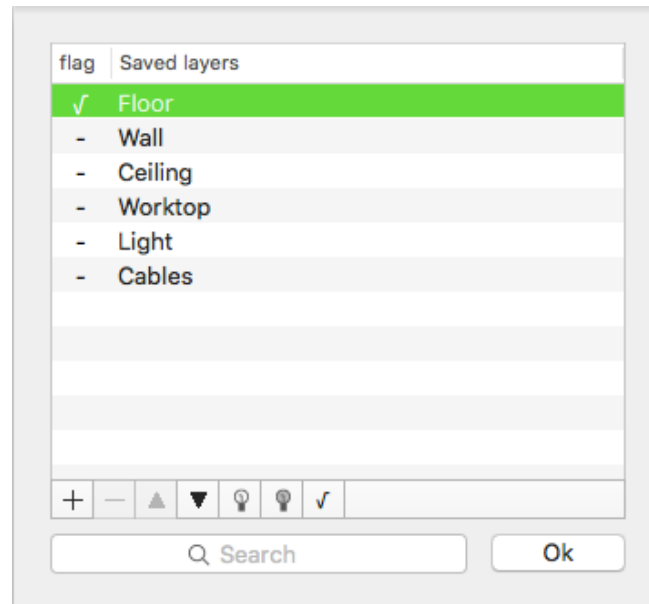 flag Saved layers
√ Floor
- Wall
- Ceiling
- Worktop
- Light
- Cables
Search
Ok